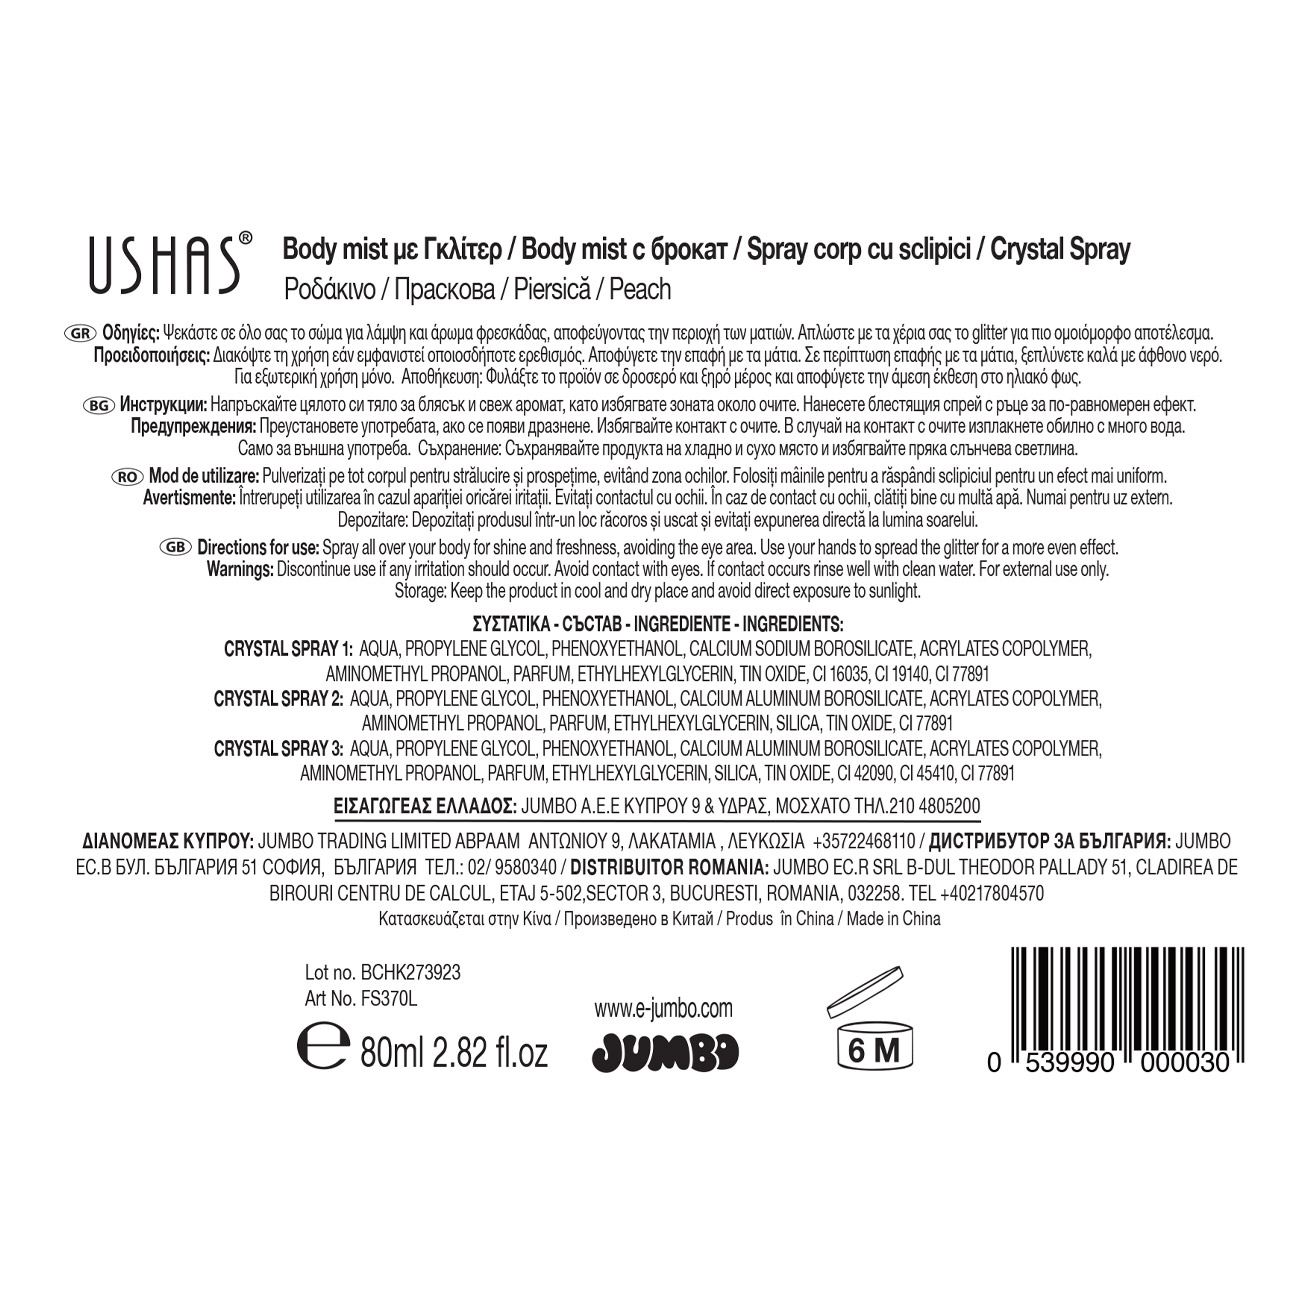 USHAS®
Body mist με Γκλίτερ / Body mist с брокат / Spray corp cu sclipici / Crystal Spray
Ροδάκινο / Праскова / Piersică / Peach
GR Οδηγίες: Ψεκάστε σε όλο σας το σώμα για λάμψη και άρωμα φρεσκάδας, αποφεύγοντας την περιοχή των ματιών. Απλώστε με τα χέρια σας το glitter για πιο ομοιόμορφο αποτέλεσμα.
Προειδοποιήσεις: Διακόψτε τη χρήση εάν εμφανιστεί οποιοσδήποτε ερεθισμός. Αποφύγετε την επαφή με τα μάτια. Σε περίπτωση επαφής με τα μάτια, ξεπλύνετε καλά με άφθονο νερό.
Για εξωτερική χρήση μόνο. Αποθήκευση: Φυλάξτε το προϊόν σε δροσερό και ξηρό μέρος και αποφύγετε την άμεση έκθεση στο ηλιακό φως.
BG Инструкции: Напръскайте цялото си тяло за блясък и свеж аромат, като избягвате зоната около очите. Нанесете блестящия спрей с ръце за по-равномерен ефект.
Предупреждения: Преустановете употребата, ако се появи дразнене. Избягвайте контакт с очите. В случай на контакт с очите изплакнете обилно с много вода.
Само за външна употреба. Съхранение: Съхранявайте продукта на хладно и сухо място и избягвайте пряка слънчева светлина.
RO Mod de utilizare: Pulverizați pe tot corpul pentru strălucire și prospețime, evitând zona ochilor. Folosiți mâinile pentru a răspândi sclipiciul pentru un efect mai uniform.
Avertismente: Întrerupeți utilizarea în cazul apariției oricărei iritații. Evitați contactul cu ochii. În caz de contact cu ochii, clătiți bine cu multă apă. Numai pentru uz extern.
Depozitare: Depozitați produsul într-un loc răcoros și uscat și evitați expunerea directă la lumina soarelui.
GB Directions for use: Spray all over your body for shine and freshness, avoiding the eye area. Use your hands to spread the glitter for a more even effect.
Warnings: Discontinue use if any irritation should occur. Avoid contact with eyes. If contact occurs rinse well with clean water. For external use only.
Storage: Keep the product in cool and dry place and avoid direct exposure to sunlight.
ΣΥΣΤΑΤΙΚΑ - СЪСТАВ - INGREDIENTE - INGREDIENTS:
CRYSTAL SPRAY 1: AQUA, PROPYLENE GLYCOL, PHENOXYETHANOL, CALCIUM SODIUM BOROSILICATE, ACRYLATES COPOLYMER,
AMINOMETHYL PROPANOL, PARFUM, ETHYLHEXYLGLYCERIN, TIN OXIDE, CI 16035, CI 19140, CI 77891
CRYSTAL SPRAY 2: AQUA, PROPYLENE GLYCOL, PHENOXYETHANOL, CALCIUM ALUMINUM BOROSILICATE, ACRYLATES COPOLYMER,
AMINOMETHYL PROPANOL, PARFUM, ETHYLHEXYLGLYCERIN, SILICA, TIN OXIDE, CI 77891
CRYSTAL SPRAY 3: AQUA, PROPYLENE GLYCOL, PHENOXYETHANOL, CALCIUM ALUMINUM BOROSILICATE, ACRYLATES COPOLYMER,
AMINOMETHYL PROPANOL, PARFUM, ETHYLHEXYLGLYCERIN, SILICA, TIN OXIDE, CI 42090, CI 45410, CI 77891
ΕΙΣΑΓΩΓΕΑΣ ΕΛΛΑΔΟΣ: JUMBO A.E.E ΚΥΠΡΟΥ 9 & ΥΔΡΑΣ, ΜΟΣΧΑΤΟ ΤΗΛ.210 4805200
ΔΙΑΝΟΜΕΑΣ ΚΥΠΡΟΥ: JUMBO TRADING LIMITED ΑΒΡΑΑΜ ΑΝΤΩΝΙΟΥ 9, ΛΑΚΑΤΑΜΙΑ , ΛΕΥΚΩΣΙΑ +35722468110 / ДИСТРИБУТОР ЗА БЪЛГАРИЯ: JUMBO
EC.B БУЛ. БЪЛГАРИЯ 51 СОФИЯ, БЪЛГАРИЯ ТЕЛ.: 02/ 9580340 / DISTRIBUITOR ROMANIA: JUMBO EC.R SRL B-DUL THEODOR PALLADY 51, CLADIREA DE
BIROURI CENTRU DE CALCUL, ETAJ 5-502,SECTOR 3, BUCURESTI, ROMANIA, 032258. TEL +40217804570
Κατασκευάζεται στην Κίνα / Произведено в Китай / Produs în China / Made in China
Lot no. BCHK273923
Art No. FS370L
e 80ml 2.82 fl.oz
www.e-jumbo.com
JUMBO
6 M
0 539990 000030